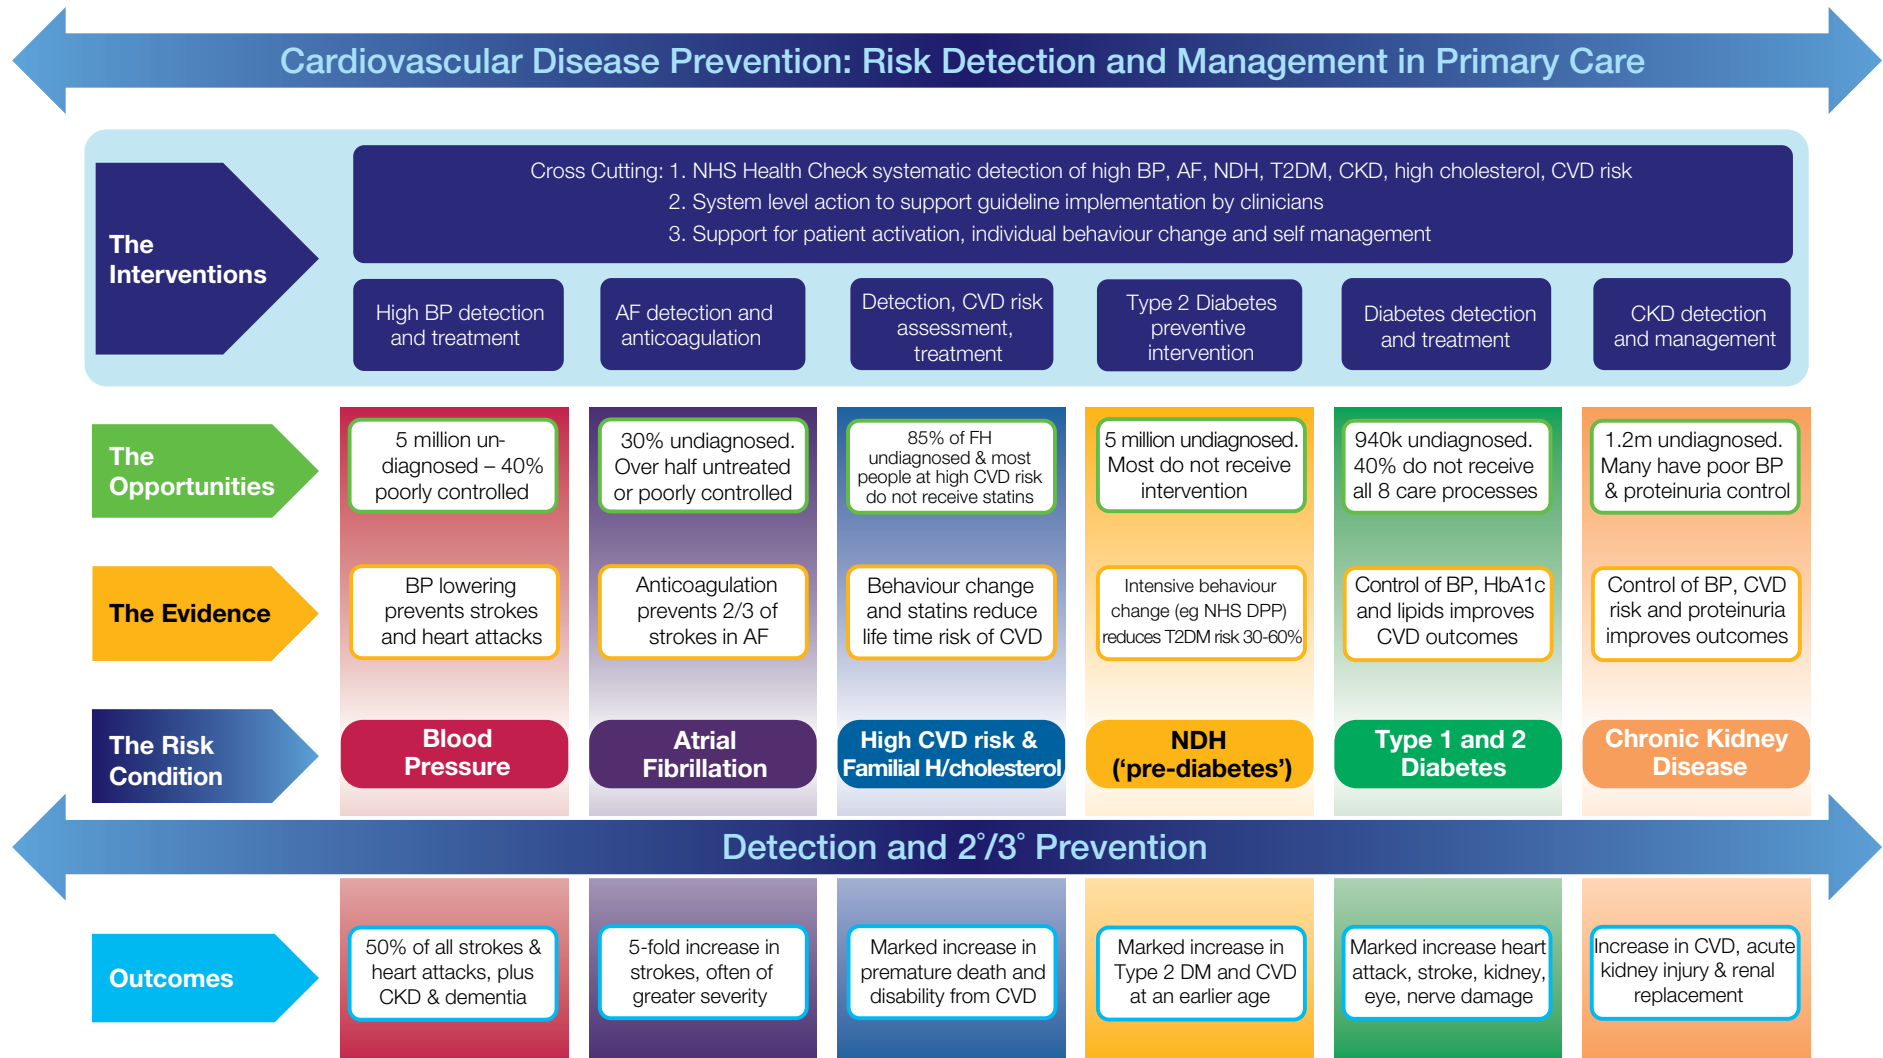 Cardiovascular Disease Prevention: Risk Detection and Management in Primary Care
The
Interventions
Cross Cutting: 1. NHS Health Check systematic detection of high BP, AF, NDH, T2DM, CKD, high cholesterol, CVD risk
2. System level action to support guideline implementation by clinicians
3. Support for patient activation, individual behaviour change and self management
High BP detection
and treatment
AF detection and
anticoagulation
Detection, CVD risk
assessment,
treatment
Type 2 Diabetes
preventive
intervention
Diabetes detection
and treatment
CKD detection
and management
The
Opportunities
5 million un-
diagnosed – 40%
poorly controlled
30% undiagnosed.
Over half untreated
or poorly controlled
85% of FH
undiagnosed & most
people at high CVD risk
do not receive statins
5 million undiagnosed.
Most do not receive
intervention
940k undiagnosed.
40% do not receive
all 8 care processes
1.2m undiagnosed.
Many have poor BP
& proteinuria control
The Evidence
BP lowering
prevents strokes
and heart attacks
Anticoagulation
prevents 2/3 of
strokes in AF
Behaviour change
and statins reduce
life time risk of CVD
Intensive behaviour
change (eg NHS DPP)
reduces T2DM risk 30-60%
Control of BP, HbA1c
and lipids improves
CVD outcomes
Control of BP, CVD
risk and proteinuria
improves outcomes
The Risk
Condition
Blood
Pressure
Atrial
Fibrillation
High CVD risk &
Familial H/cholesterol
NDH
(‘pre-diabetes’)
Type 1 and 2
Diabetes
Chronic Kidney
Disease
Detection and 2°/3° Prevention
Outcomes
50% of all strokes &
heart attacks, plus
CKD & dementia
5-fold increase in
strokes, often of
greater severity
Marked increase in
premature death and
disability from CVD
Marked increase in
Type 2 DM and CVD
at an earlier age
Marked increase heart
attack, stroke, kidney,
eye, nerve damage
Increase in CVD, acute
kidney injury & renal
replacement